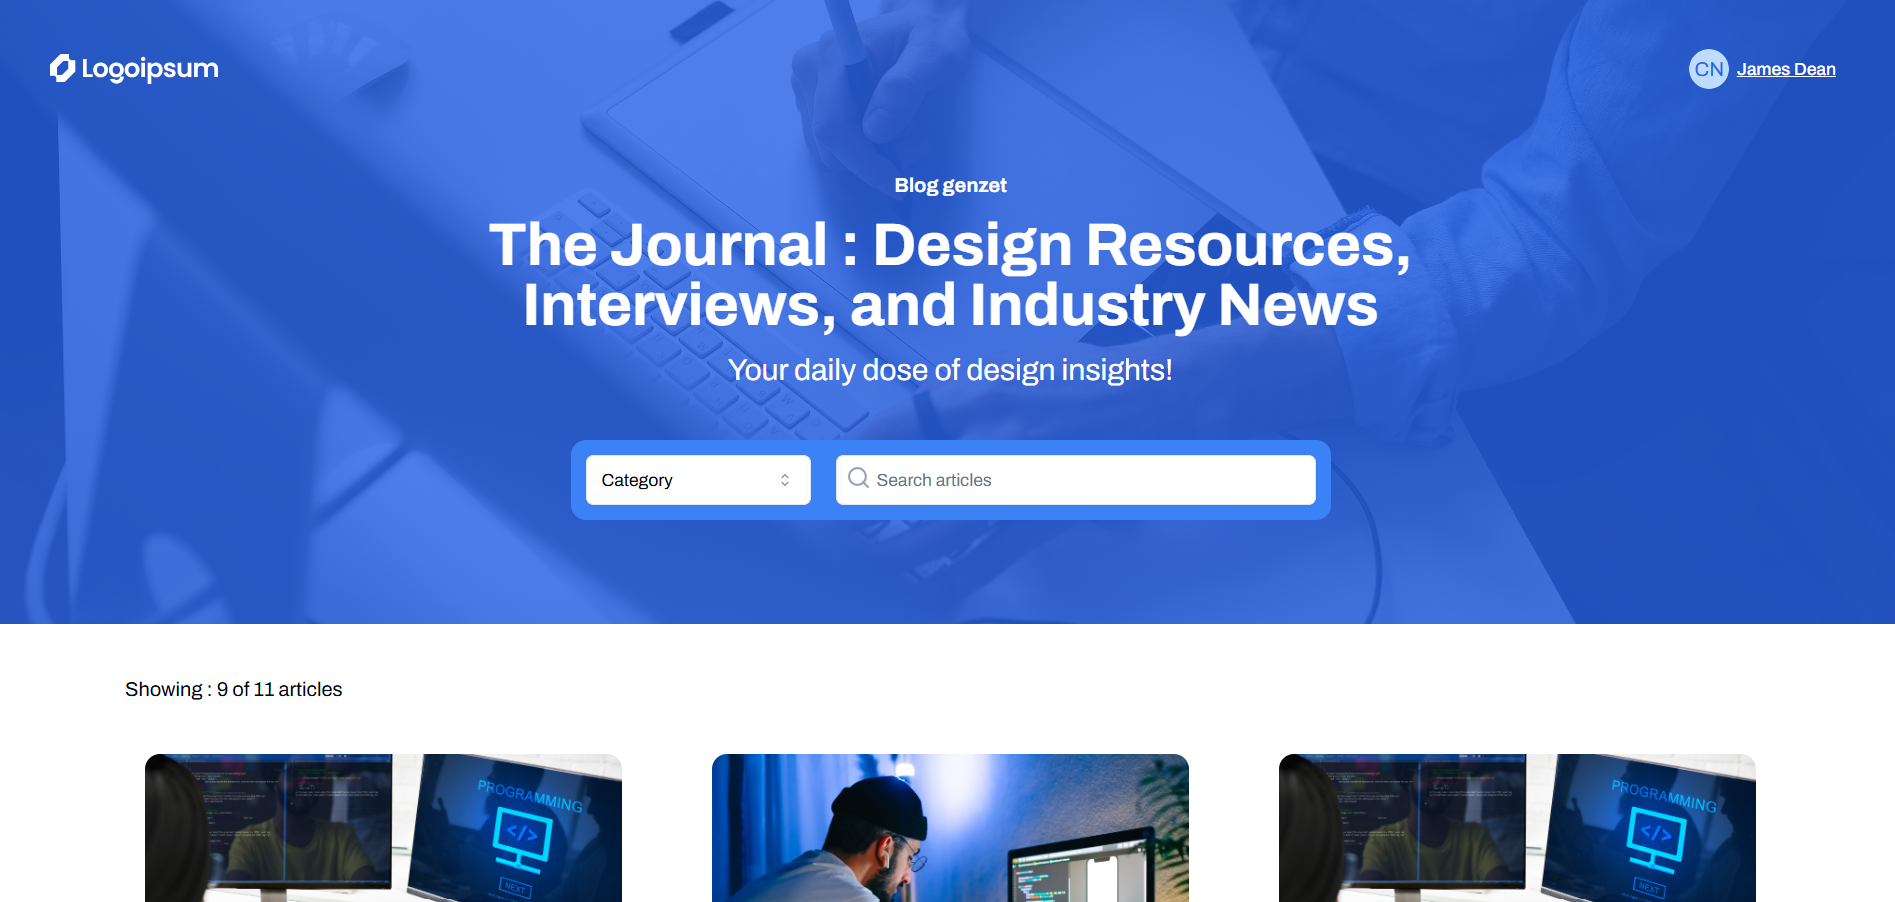 Logoipsum
CN James Dean
Blog genzet
The Journal : Design Resources,
Interviews, and Industry News
Your daily dose of design insights!
Category
Search articles
Showing : 9 of 11 articles
PROGRAMMING
</>
NEXT
PROGRAMMING
</>
NEXT